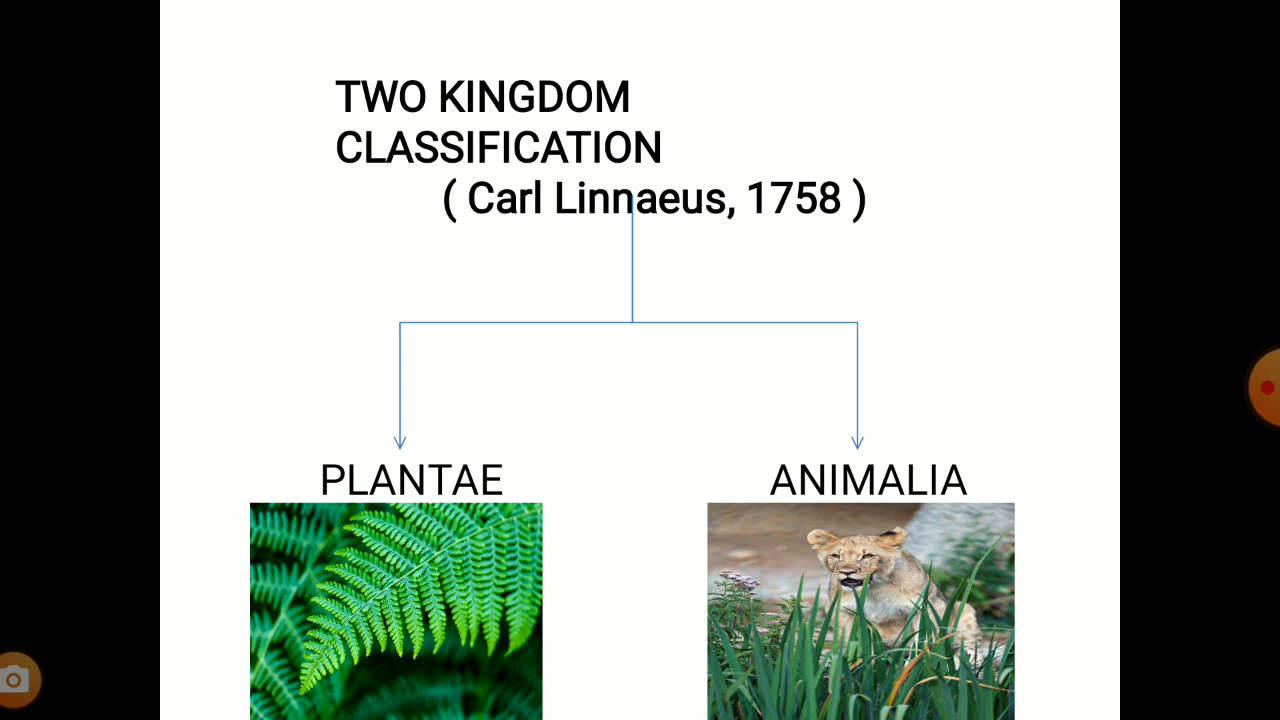 TWO KINGDOM
CLASSIFICATION
( Carl Linnaeus, 1758 )
PLANTAE
ANIMALIA